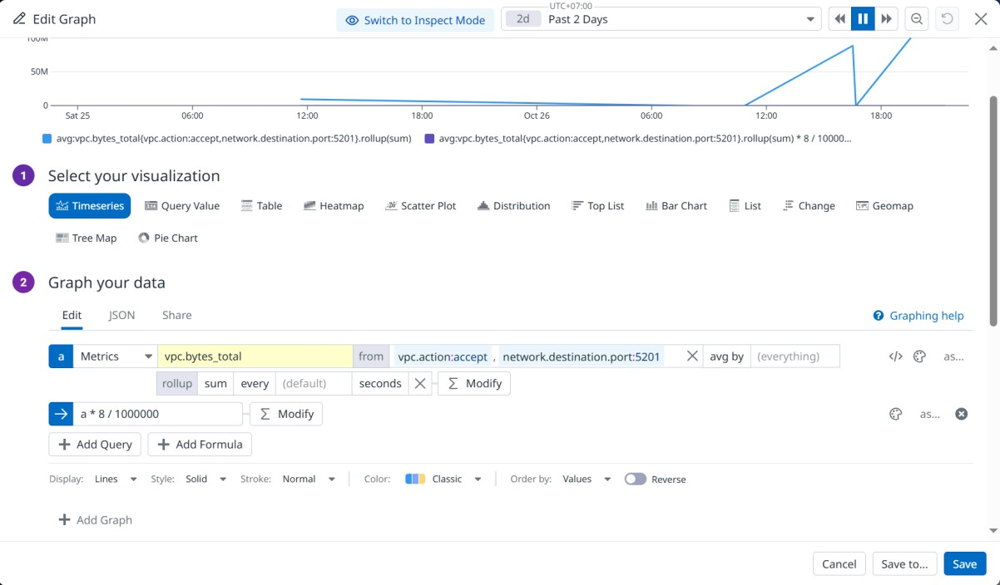 Edit Graph
Switch to Inspect Mode
UTC+07:00
2d Past 2 Days
100M
50M
0
Sat 25 06:00 12:00 18:00 Oct 26 06:00 12:00 18:00
avg:vpc.bytes_total{vpc.action:accept,network.destination.port:5201}.rollup(sum) avg:vpc.bytes_total{vpc.action:accept,network.destination.port:5201}.rollup(sum) * 8 / 10000...
1 Select your visualization
Timeseries Query Value Table Heatmap Scatter Plot Distribution Top List Bar Chart List Change Geomap
Tree Map Pie Chart
2 Graph your data
Edit JSON Share Graphing help
a Metrics vpc.bytes_total from vpc.action:accept , network.destination.port:5201 avg by (everything) </> as...
rollup sum every (default) seconds Σ Modify
a * 8 / 1000000 Σ Modify as...
+ Add Query + Add Formula
Display: Lines Style: Solid Stroke: Normal Color: Classic Order by: Values Reverse
+ Add Graph
Cancel Save to... Save